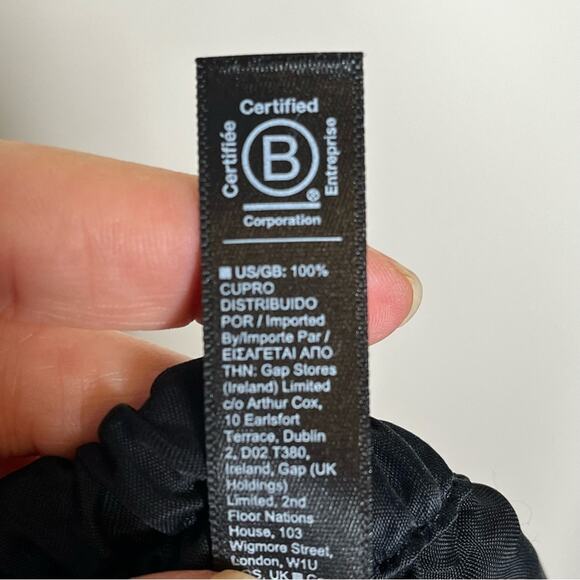 Certified
Certifiée
B
®
Entreprise
Corporation
US/GB: 100%
CUPRO
DISTRIBUIDO
POR / Imported
By/Importe Par /
ΕΙΣΑΓΕΤΑΙ ΑΠΟ
ΤΗΝ: Gap Stores
(Ireland) Limited
c/o Arthur Cox,
10 Earlsfort
Terrace, Dublin
2, D02 T380,
Ireland, Gap (UK
Holdings)
Limited, 2nd
Floor Nations
House, 103
Wigmore Street,
London, W1U
UK